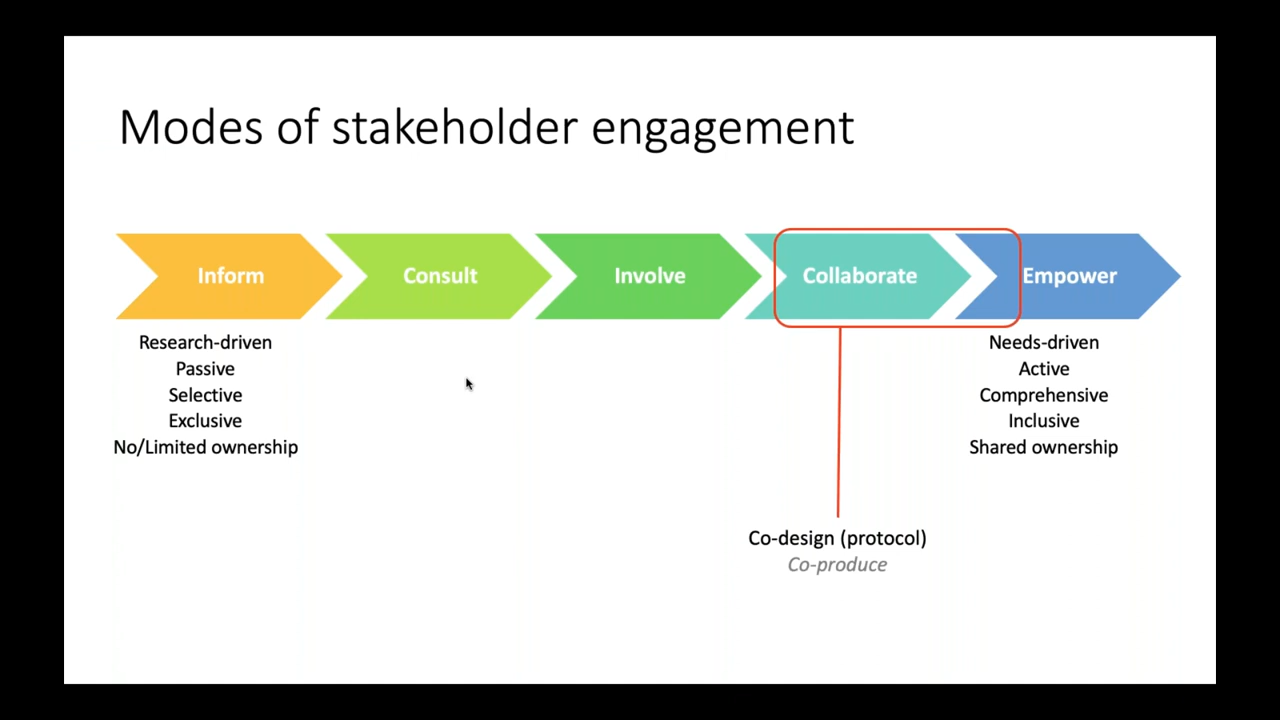 Modes of stakeholder engagement
Inform
Consult
Involve
Collaborate
Empower
Research-driven
Passive
Selective
Exclusive
No/Limited ownership
Needs-driven
Active
Comprehensive
Inclusive
Shared ownership
Co-design (protocol)
Co-produce